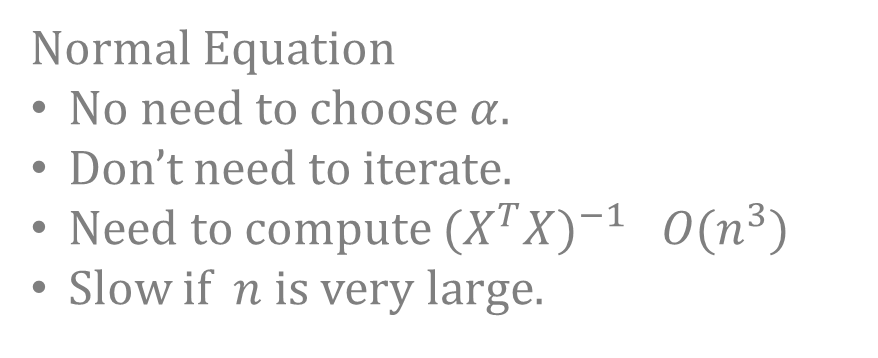 Normal Equation
• No need to choose α.
• Don’t need to iterate.
• Need to compute (XᵀX)⁻¹ O(n³)
• Slow if n is very large.